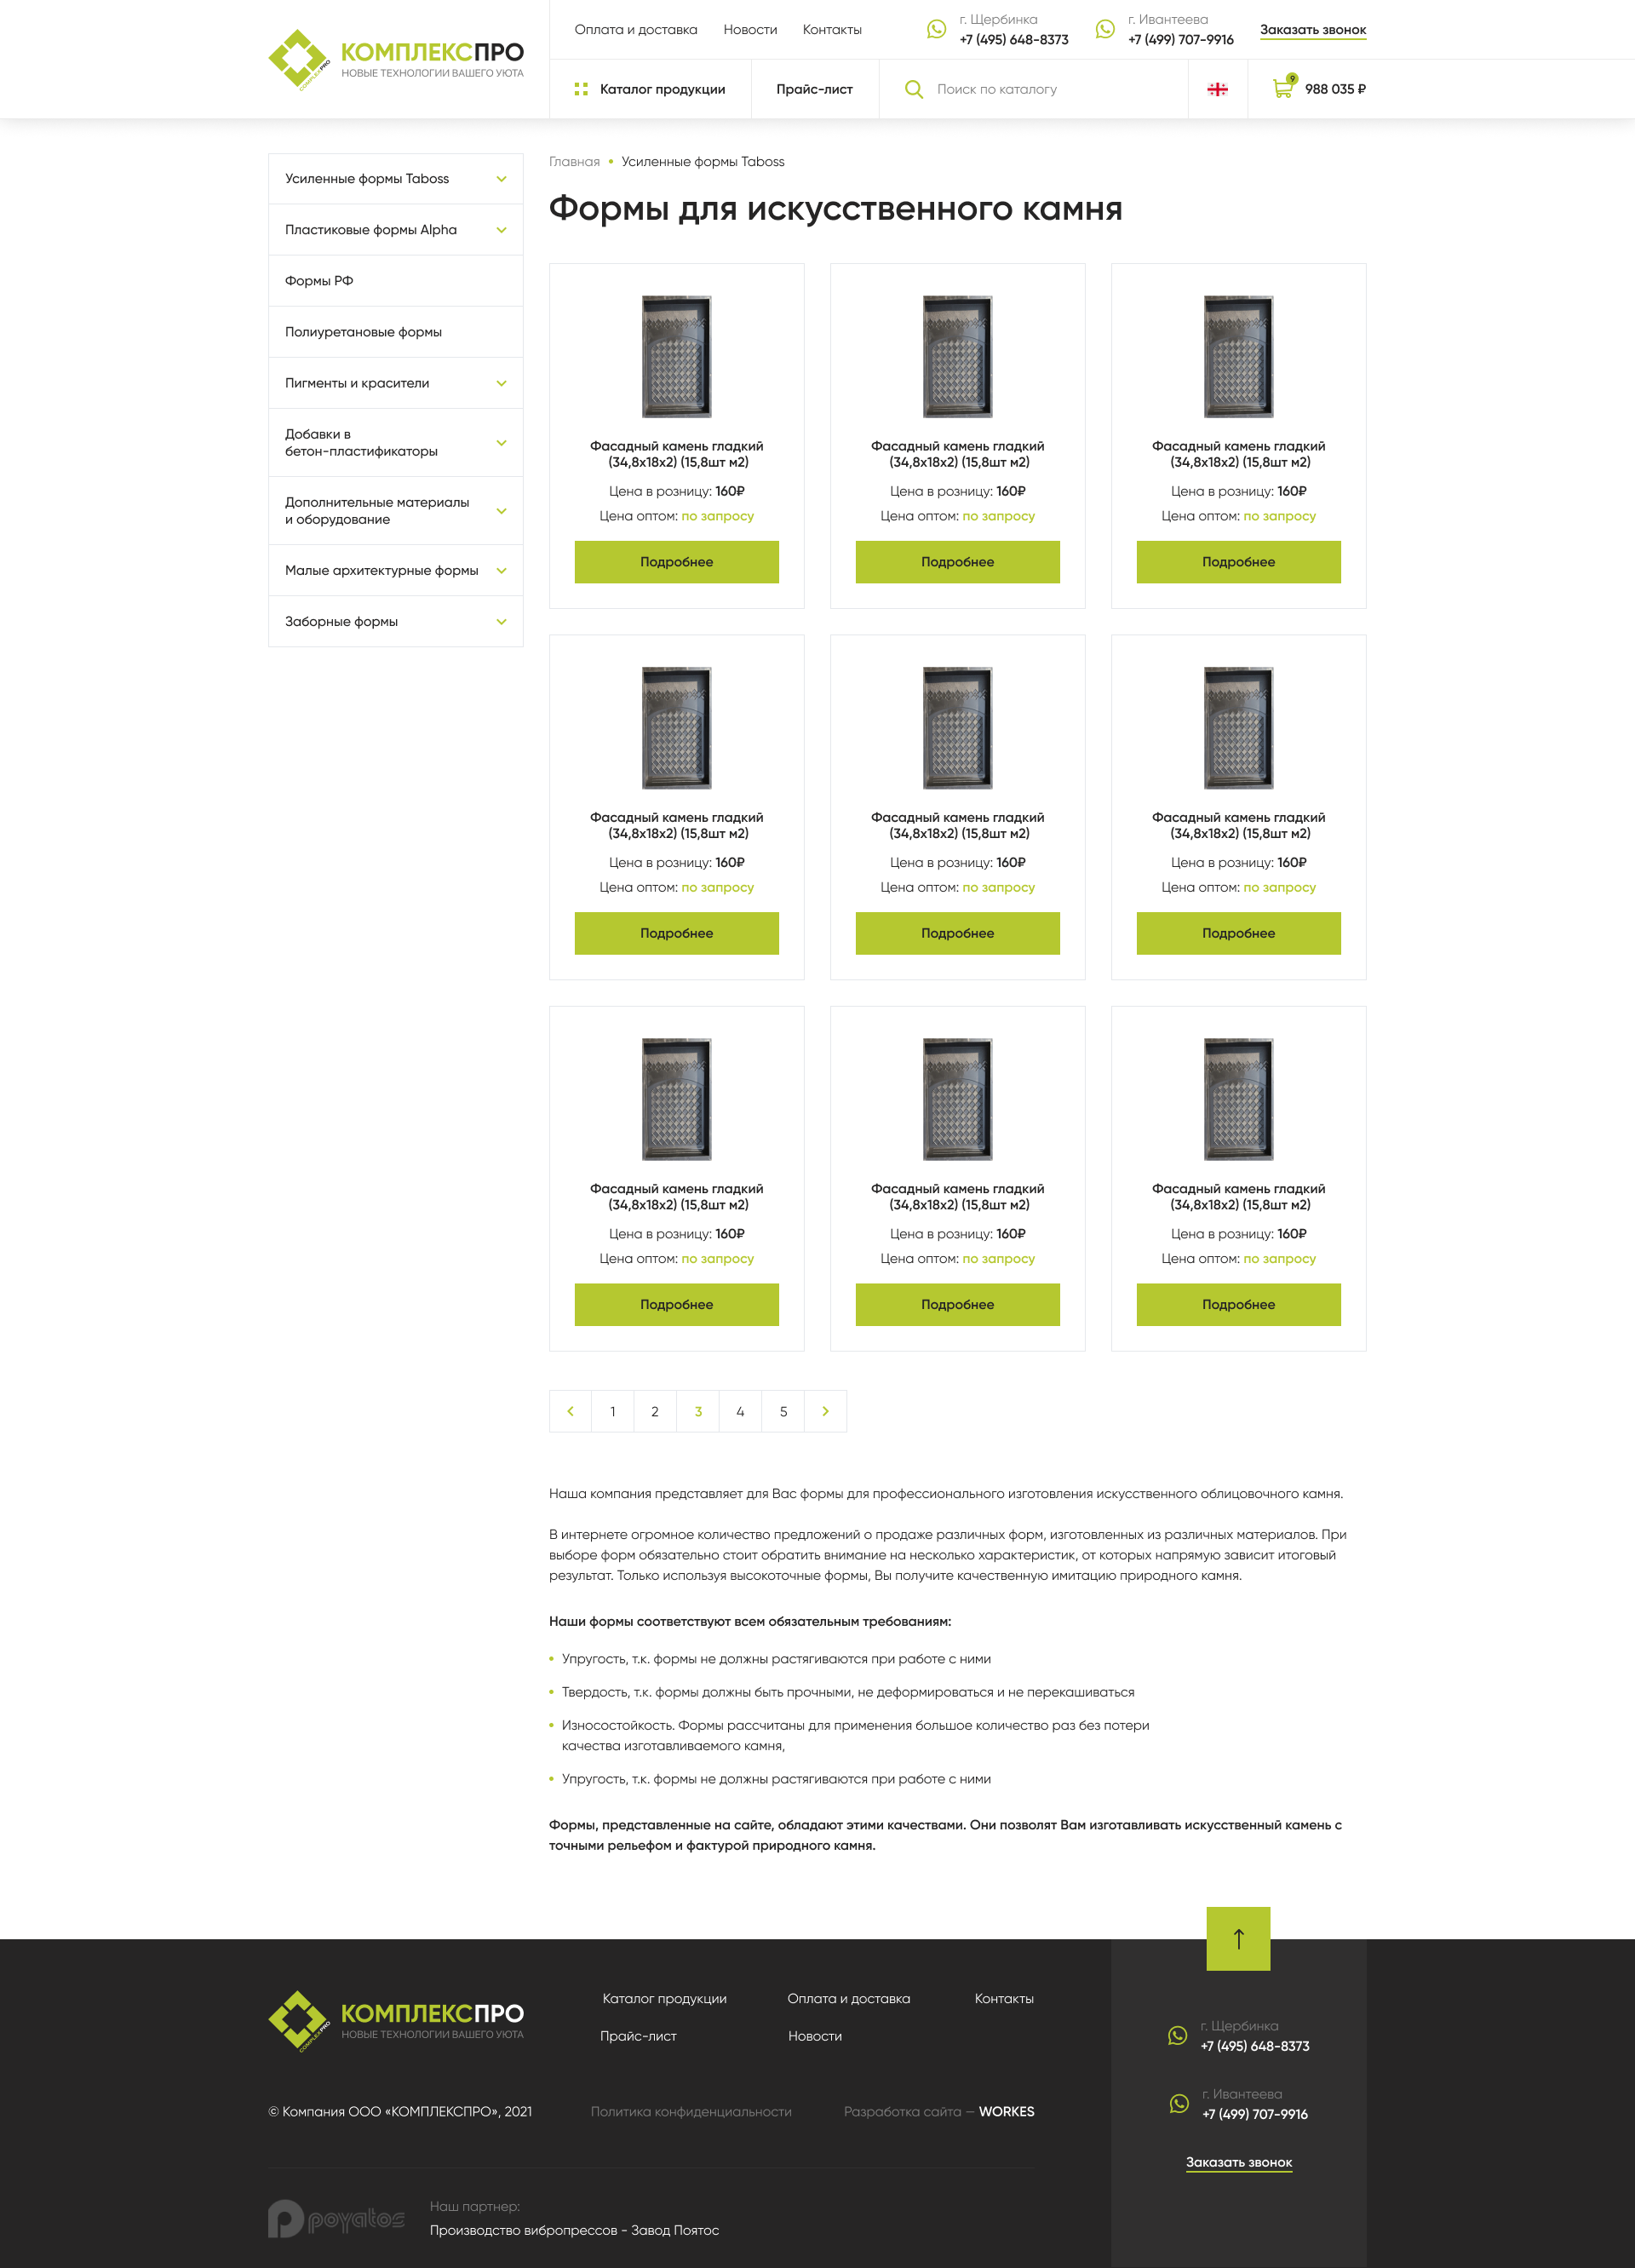 КОМПЛЕКСПРО
НОВЫЕ ТЕХНОЛОГИИ ВАШЕГО УЮТА
COMPLEX PRO
Оплата и доставка
Новости
Контакты
г. Щербинка
+7 (495) 648-8373
г. Ивантеева
+7 (499) 707-9916
Заказать звонок
Каталог продукции
Прайс-лист
Поиск по каталогу
9
988 035 ₽
Усиленные формы Taboss
Пластиковые формы Alpha
Формы РФ
Полиуретановые формы
Пигменты и красители
Добавки в
бетон-пластификаторы
Дополнительные материалы
и оборудование
Малые архитектурные формы
Заборные формы
Главная
Усиленные формы Taboss
Формы для искусственного камня
Фасадный камень гладкий
(34,8х18х2) (15,8шт м2)
Цена в розницу: 160₽
Цена оптом: по запросу
Подробнее
Фасадный камень гладкий
(34,8х18х2) (15,8шт м2)
Цена в розницу: 160₽
Цена оптом: по запросу
Подробнее
Фасадный камень гладкий
(34,8х18х2) (15,8шт м2)
Цена в розницу: 160₽
Цена оптом: по запросу
Подробнее
Фасадный камень гладкий
(34,8х18х2) (15,8шт м2)
Цена в розницу: 160₽
Цена оптом: по запросу
Подробнее
Фасадный камень гладкий
(34,8х18х2) (15,8шт м2)
Цена в розницу: 160₽
Цена оптом: по запросу
Подробнее
Фасадный камень гладкий
(34,8х18х2) (15,8шт м2)
Цена в розницу: 160₽
Цена оптом: по запросу
Подробнее
Фасадный камень гладкий
(34,8х18х2) (15,8шт м2)
Цена в розницу: 160₽
Цена оптом: по запросу
Подробнее
Фасадный камень гладкий
(34,8х18х2) (15,8шт м2)
Цена в розницу: 160₽
Цена оптом: по запросу
Подробнее
Фасадный камень гладкий
(34,8х18х2) (15,8шт м2)
Цена в розницу: 160₽
Цена оптом: по запросу
Подробнее
1 2 3 4 5
Наша компания представляет для Вас формы для профессионального изготовления искусственного облицовочного камня.
В интернете огромное количество предложений о продаже различных форм, изготовленных из различных материалов. При
выборе форм обязательно стоит обратить внимание на несколько характеристик, от которых напрямую зависит итоговый
результат. Только используя высокоточные формы, Вы получите качественную имитацию природного камня.
Наши формы соответствуют всем обязательным требованиям:
Упругость, т.к. формы не должны растягиваются при работе с ними
Твердость, т.к. формы должны быть прочными, не деформироваться и не перекашиваться
Износостойкость. Формы рассчитаны для применения большое количество раз без потери
качества изготавливаемого камня,
Упругость, т.к. формы не должны растягиваются при работе с ними
Формы, представленные на сайте, обладают этими качествами. Они позволят Вам изготавливать искусственный камень с
точными рельефом и фактурой природного камня.
КОМПЛЕКСПРО
НОВЫЕ ТЕХНОЛОГИИ ВАШЕГО УЮТА
COMPLEX PRO
Каталог продукции
Оплата и доставка
Контакты
Прайс-лист
Новости
© Компания ООО «КОМПЛЕКСПРО», 2021
Политика конфиденциальности
Разработка сайта — WORKES
г. Щербинка
+7 (495) 648-8373
г. Ивантеева
+7 (499) 707-9916
Заказать звонок
poyatos
Наш партнер:
Производство вибропрессов - Завод Поятос